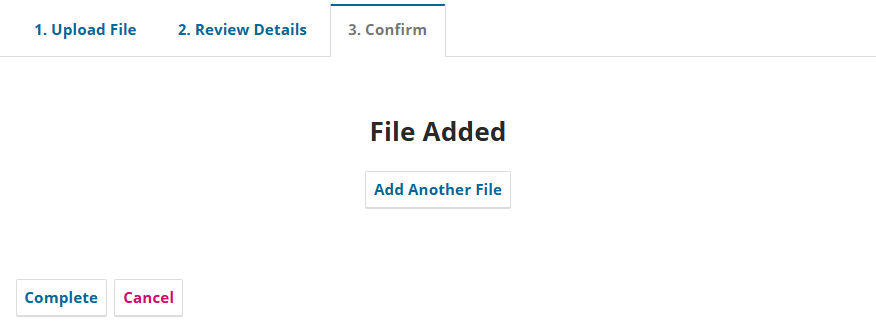 1. Upload File 2. Review Details 3. Confirm
File Added
Add Another File
Complete Cancel